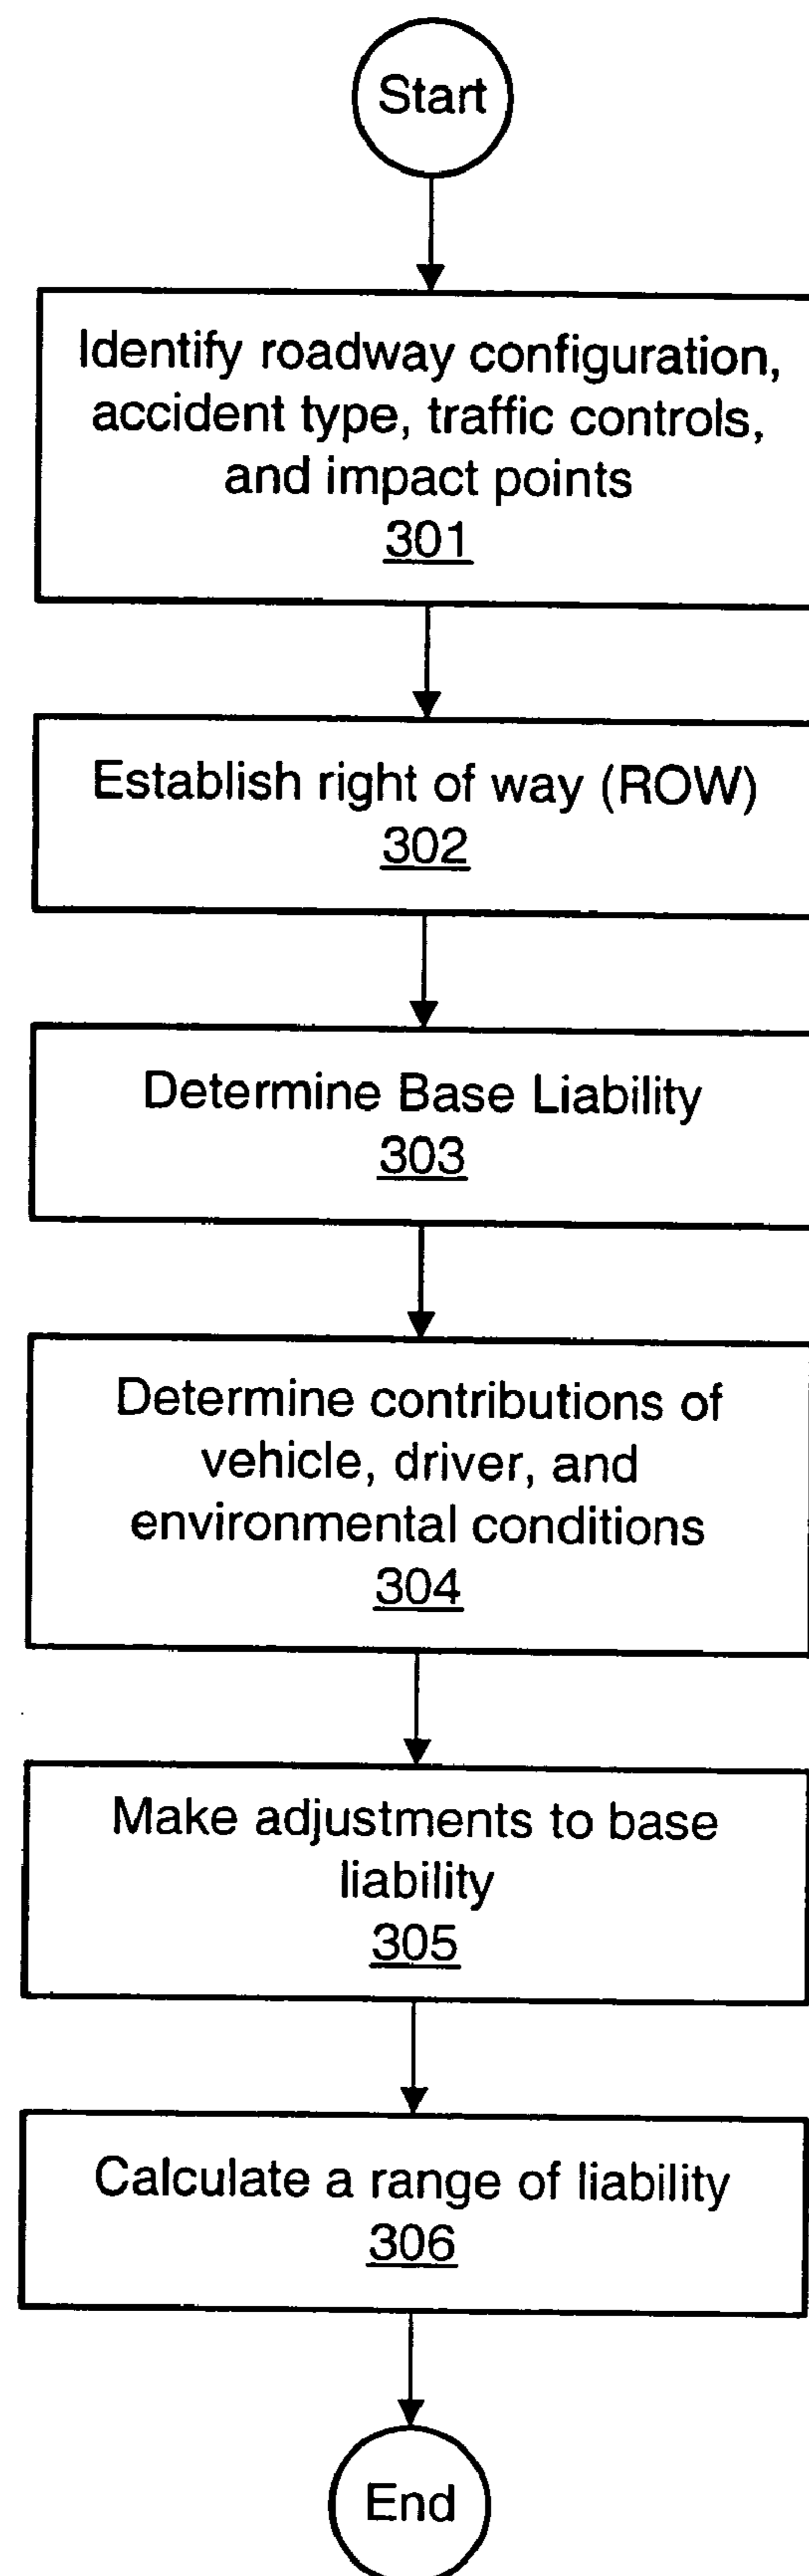 Start
Identify roadway configuration,
accident type, traffic controls,
and impact points
301
Establish right of way (ROW)
302
Determine Base Liability
303
Determine contributions of
vehicle, driver, and
environmental conditions
304
Make adjustments to base
liability
305
Calculate a range of liability
306
End